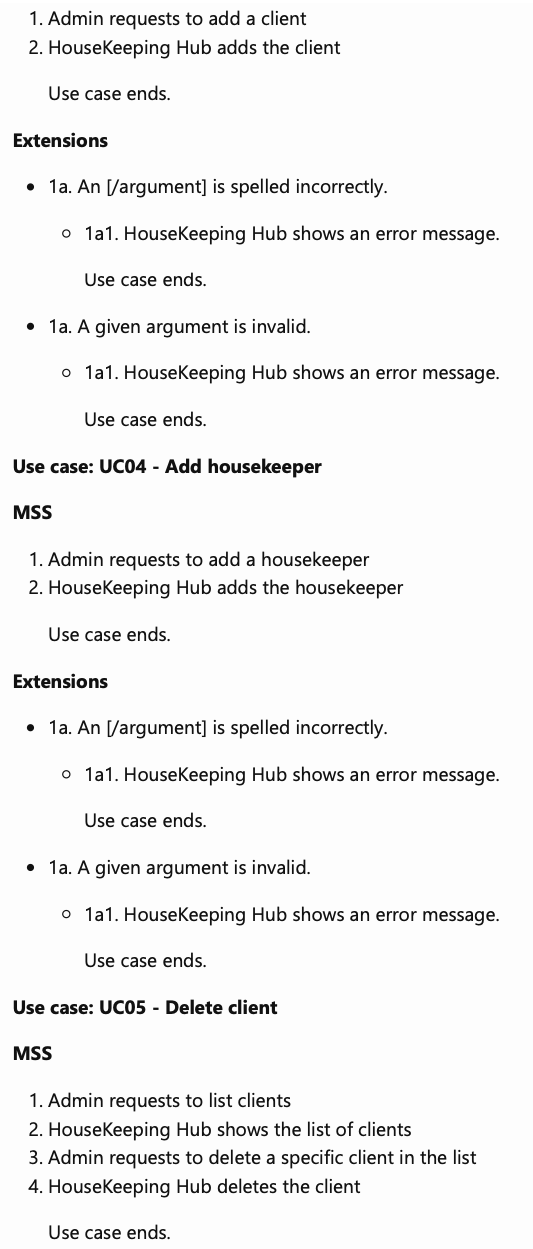 1. Admin requests to add a client
2. HouseKeeping Hub adds the client
Use case ends.
Extensions
• 1a. An [/argument] is spelled incorrectly.
○ 1a1. HouseKeeping Hub shows an error message.
Use case ends.
• 1a. A given argument is invalid.
○ 1a1. HouseKeeping Hub shows an error message.
Use case ends.
Use case: UC04 - Add housekeeper
MSS
1. Admin requests to add a housekeeper
2. HouseKeeping Hub adds the housekeeper
Use case ends.
Extensions
• 1a. An [/argument] is spelled incorrectly.
○ 1a1. HouseKeeping Hub shows an error message.
Use case ends.
• 1a. A given argument is invalid.
○ 1a1. HouseKeeping Hub shows an error message.
Use case ends.
Use case: UC05 - Delete client
MSS
1. Admin requests to list clients
2. HouseKeeping Hub shows the list of clients
3. Admin requests to delete a specific client in the list
4. HouseKeeping Hub deletes the client
Use case ends.